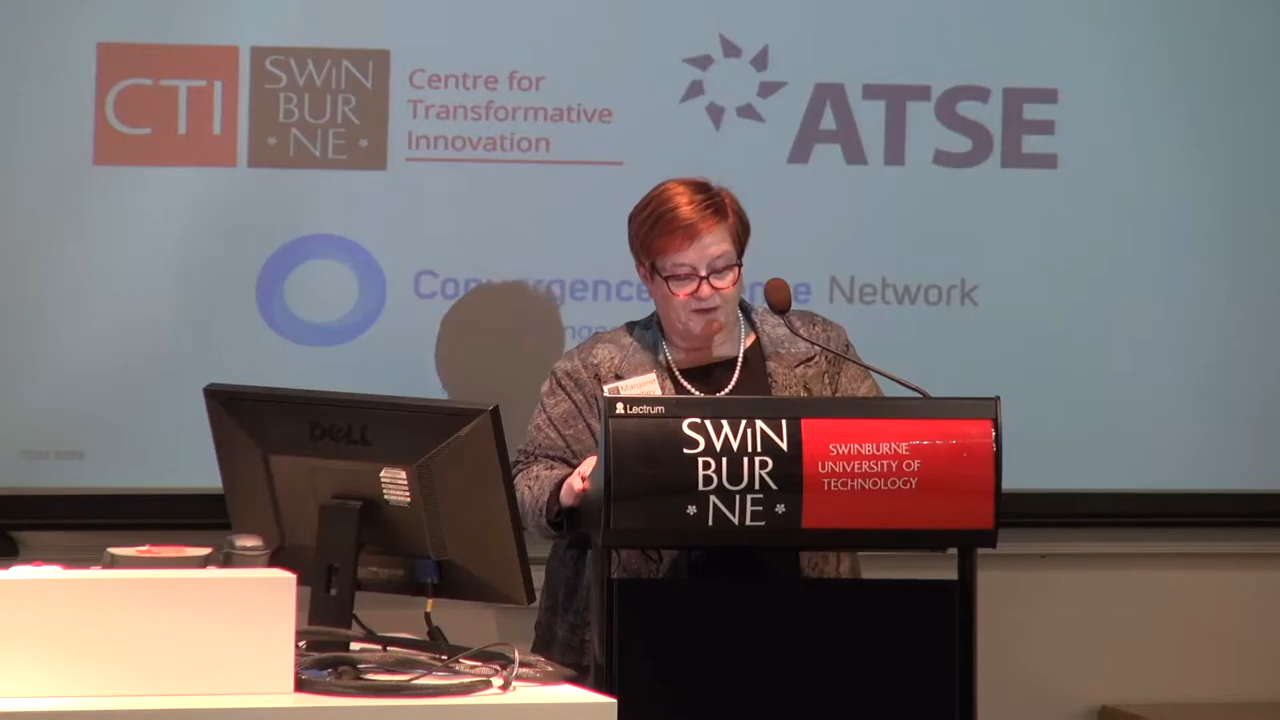 CTI
SWIN
BUR
NE
Centre for
Transformative
Innovation
ATSE
Network
DELL
Margaret
Lectrum
SWIN
BUR
NE
SWINBURNE
UNIVERSITY OF
TECHNOLOGY